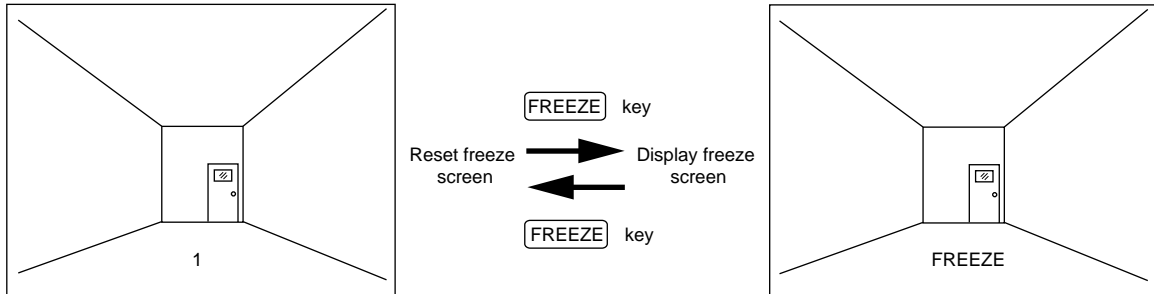 1
FREEZE key
Reset freeze
screen
Display freeze
screen
FREEZE key
FREEZE